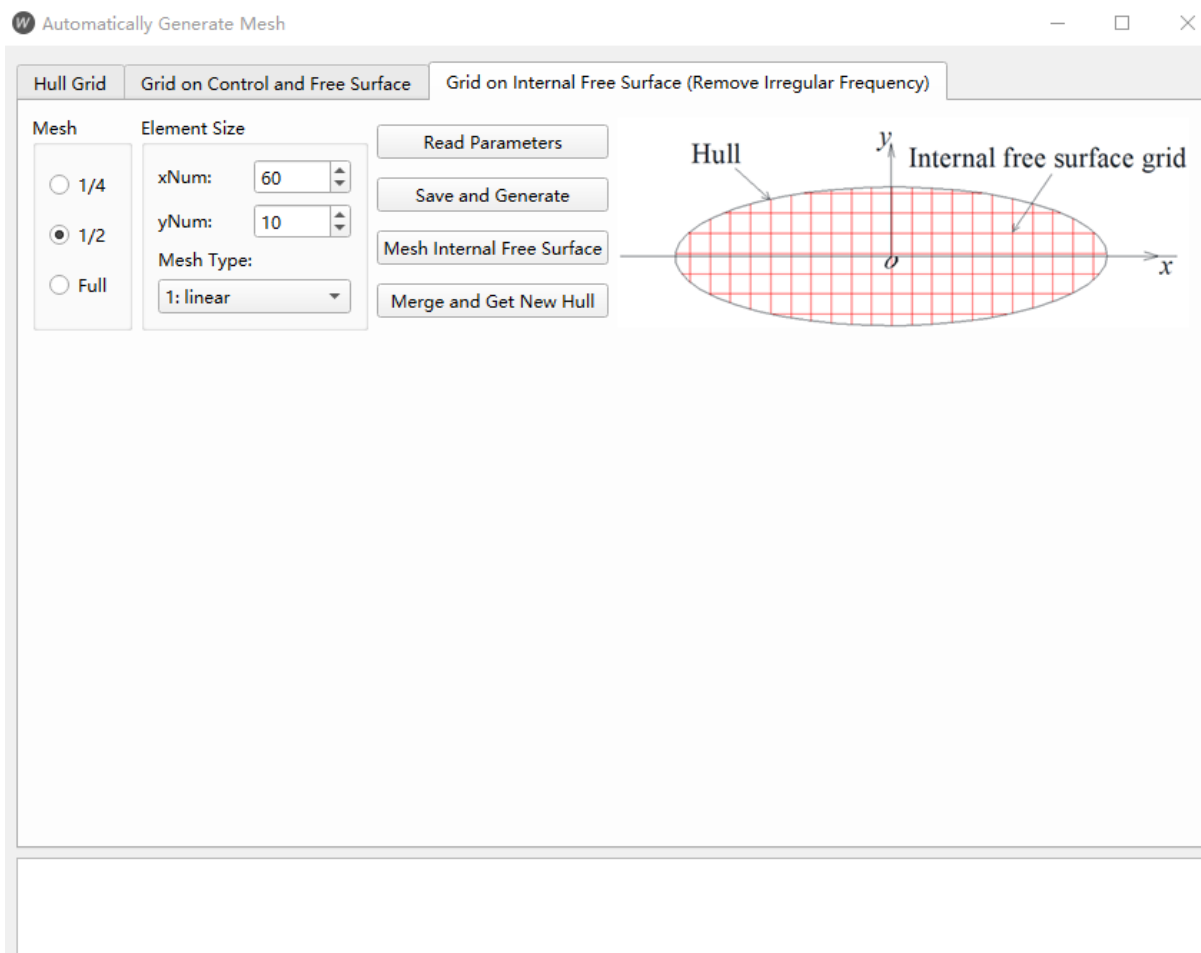 W Automatically Generate Mesh
Hull Grid Grid on Control and Free Surface Grid on Internal Free Surface (Remove Irregular Frequency)
Mesh Element Size
1/4
1/2
Full
xNum: 60
yNum: 10
Mesh Type:
1: linear
Read Parameters
Save and Generate
Mesh Internal Free Surface
Merge and Get New Hull
Hull y Internal free surface grid
o x